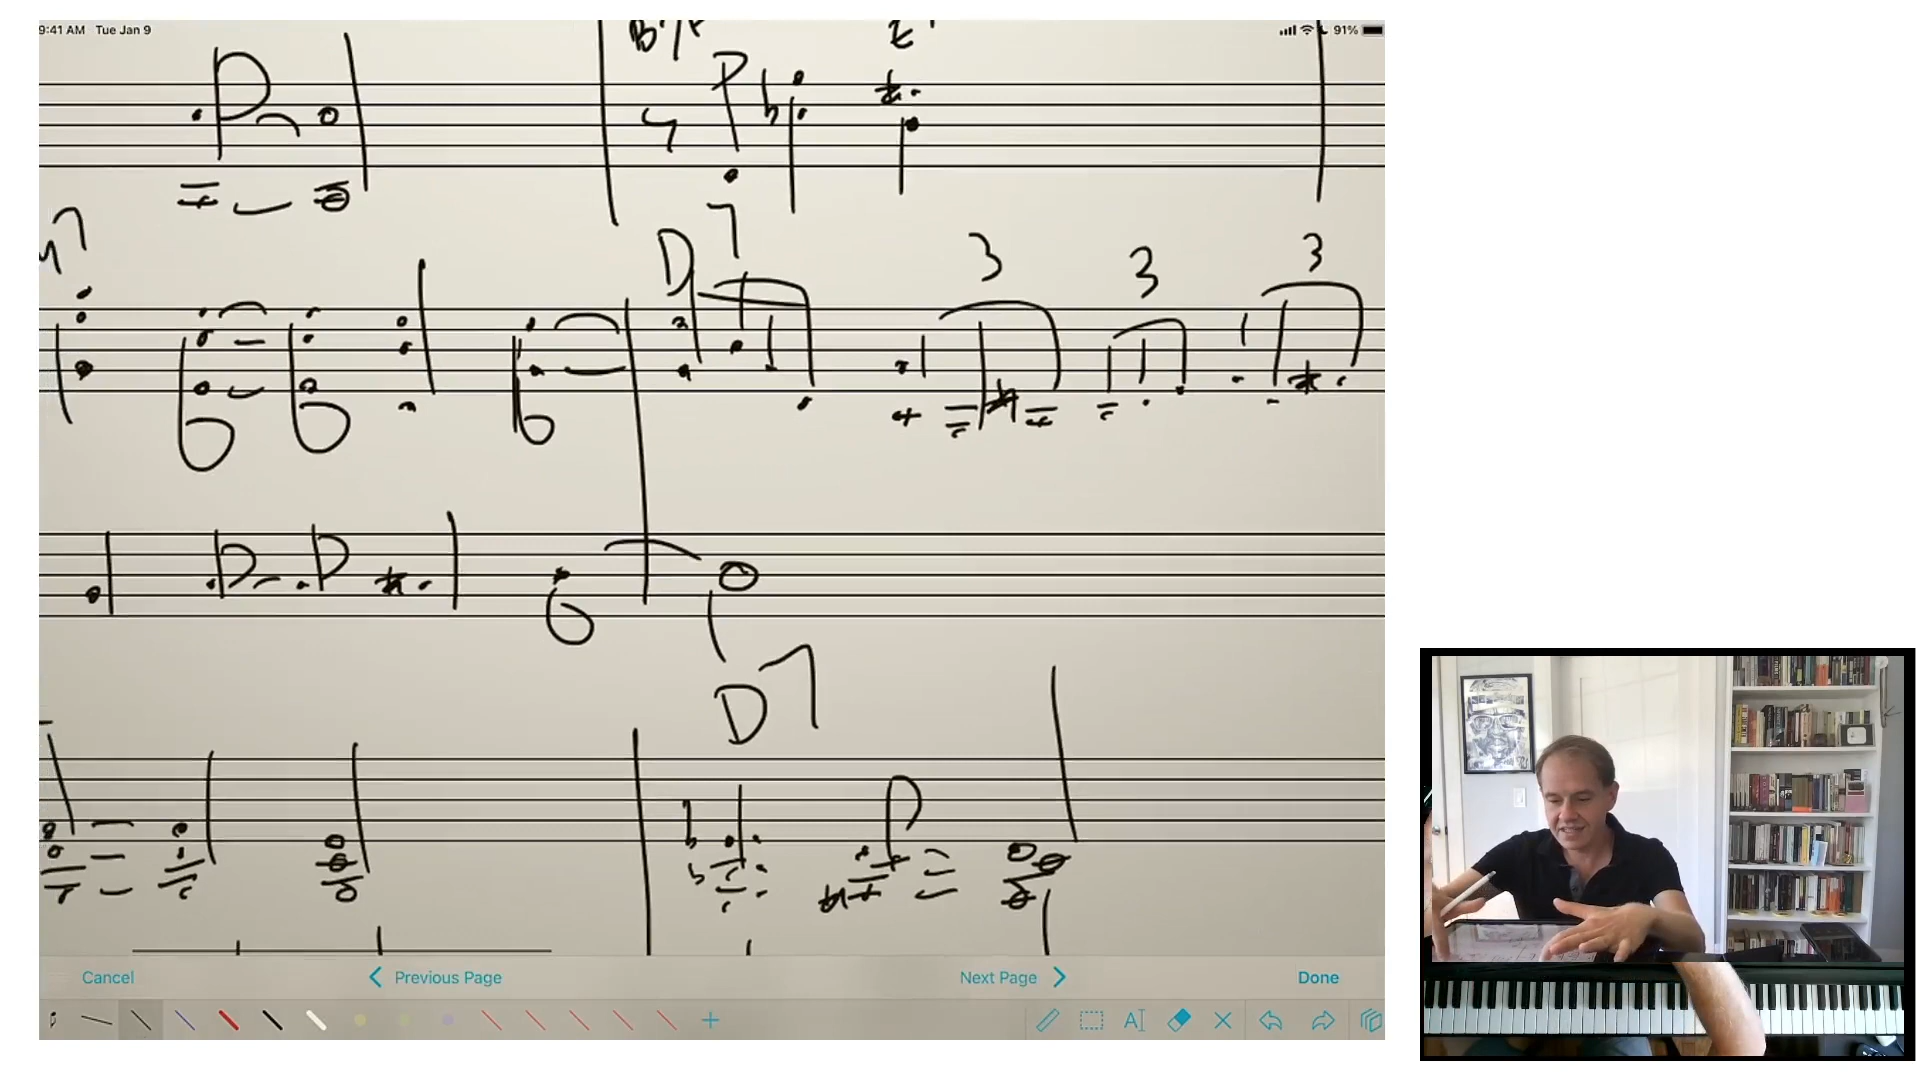 9:41 AM Tue Jan 9
91%
7
D7
3
3
3
D7
Cancel
Previous Page
Next Page
Done
A